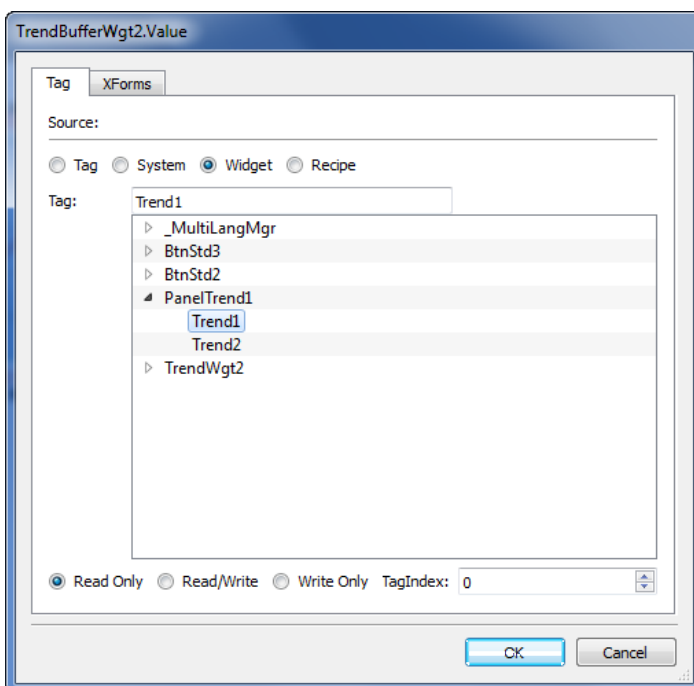 TrendBufferWgt2.Value
Tag XForms
Source:
Tag System Widget Recipe
Tag: Trend1
_MultiLangMgr
BtnStd3
BtnStd2
PanelTrend1
Trend1
Trend2
TrendWgt2
Read Only Read/Write Write Only TagIndex: 0
OK Cancel